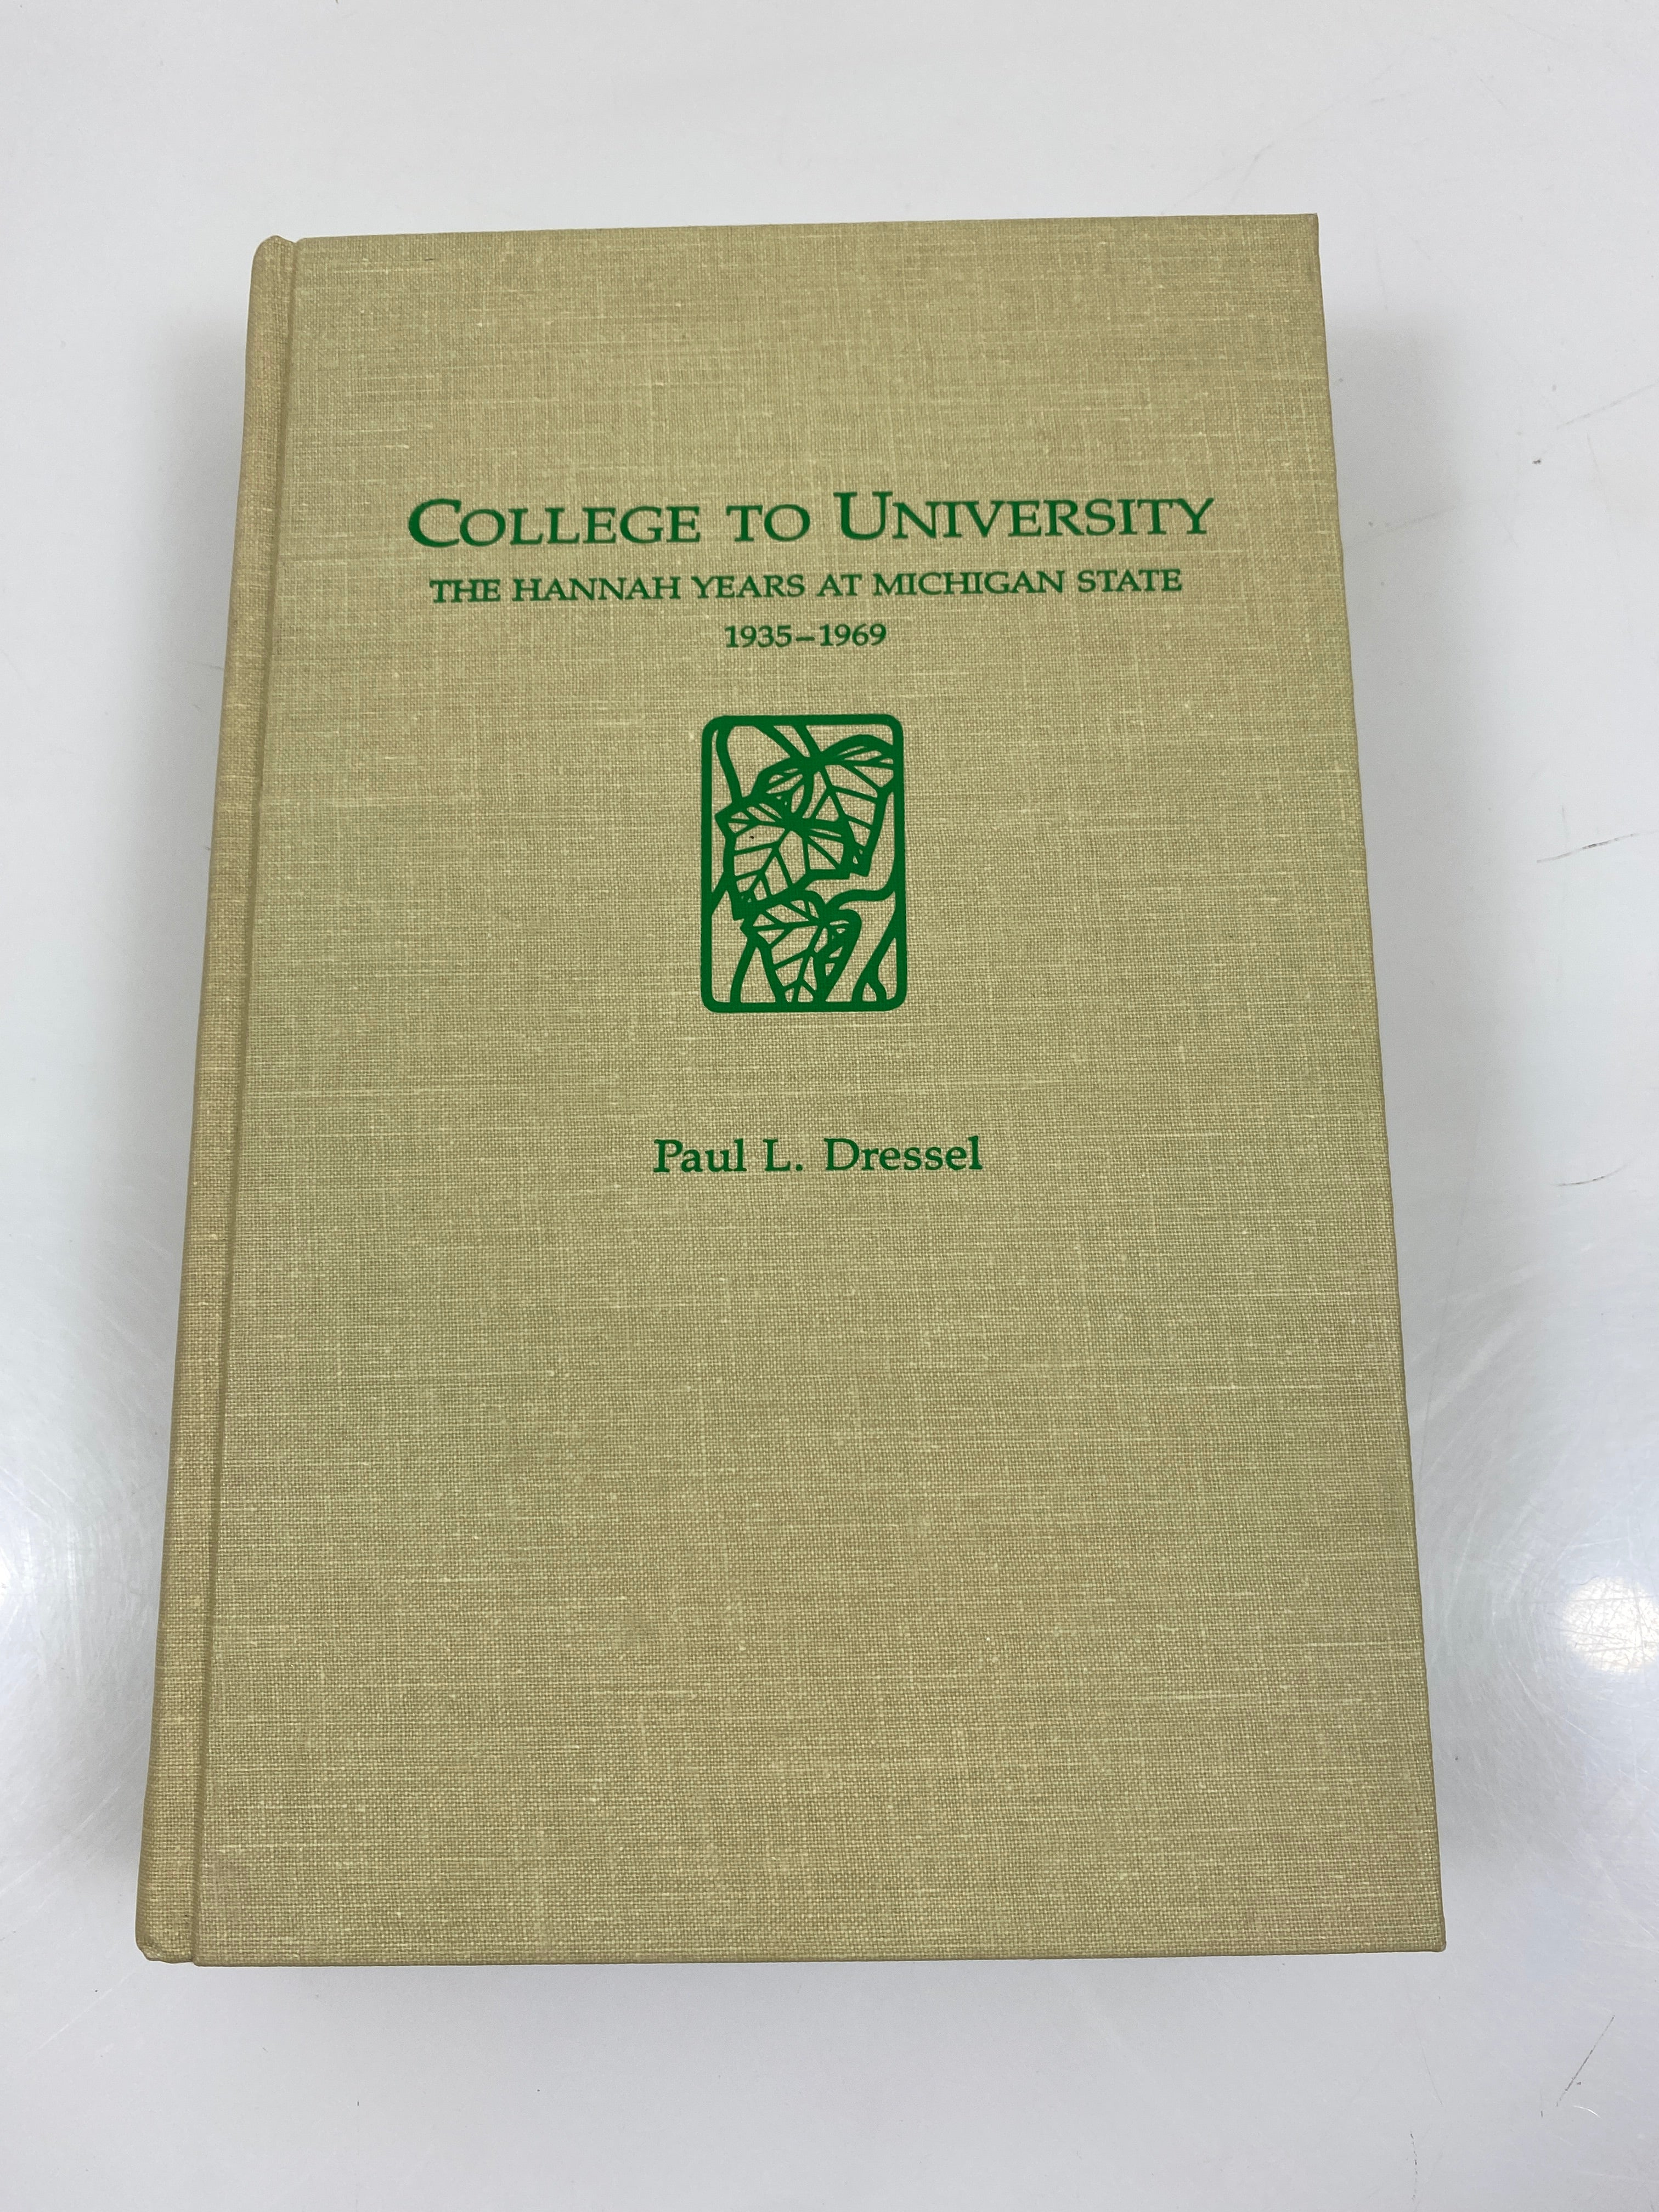 COLLEGE TO UNIVERSITY
THE HANNAH YEARS AT MICHIGAN STATE
1935–1969
Paul L. Dressel